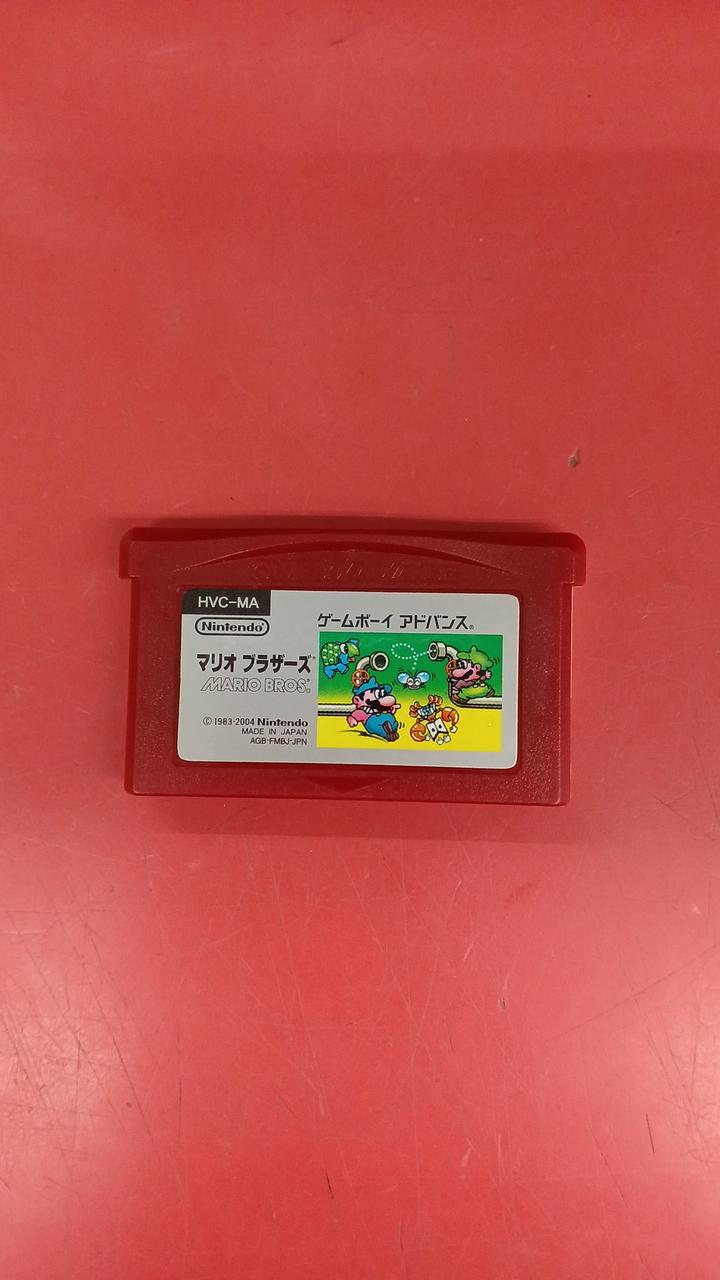 HVC-MA
Nintendo®
ゲームボーイ アドバンス®
マリオ ブラザーズ®
MARIO BROS.®
© 1983-2004 Nintendo
MADE IN JAPAN
AGB-FMBJ-JPN